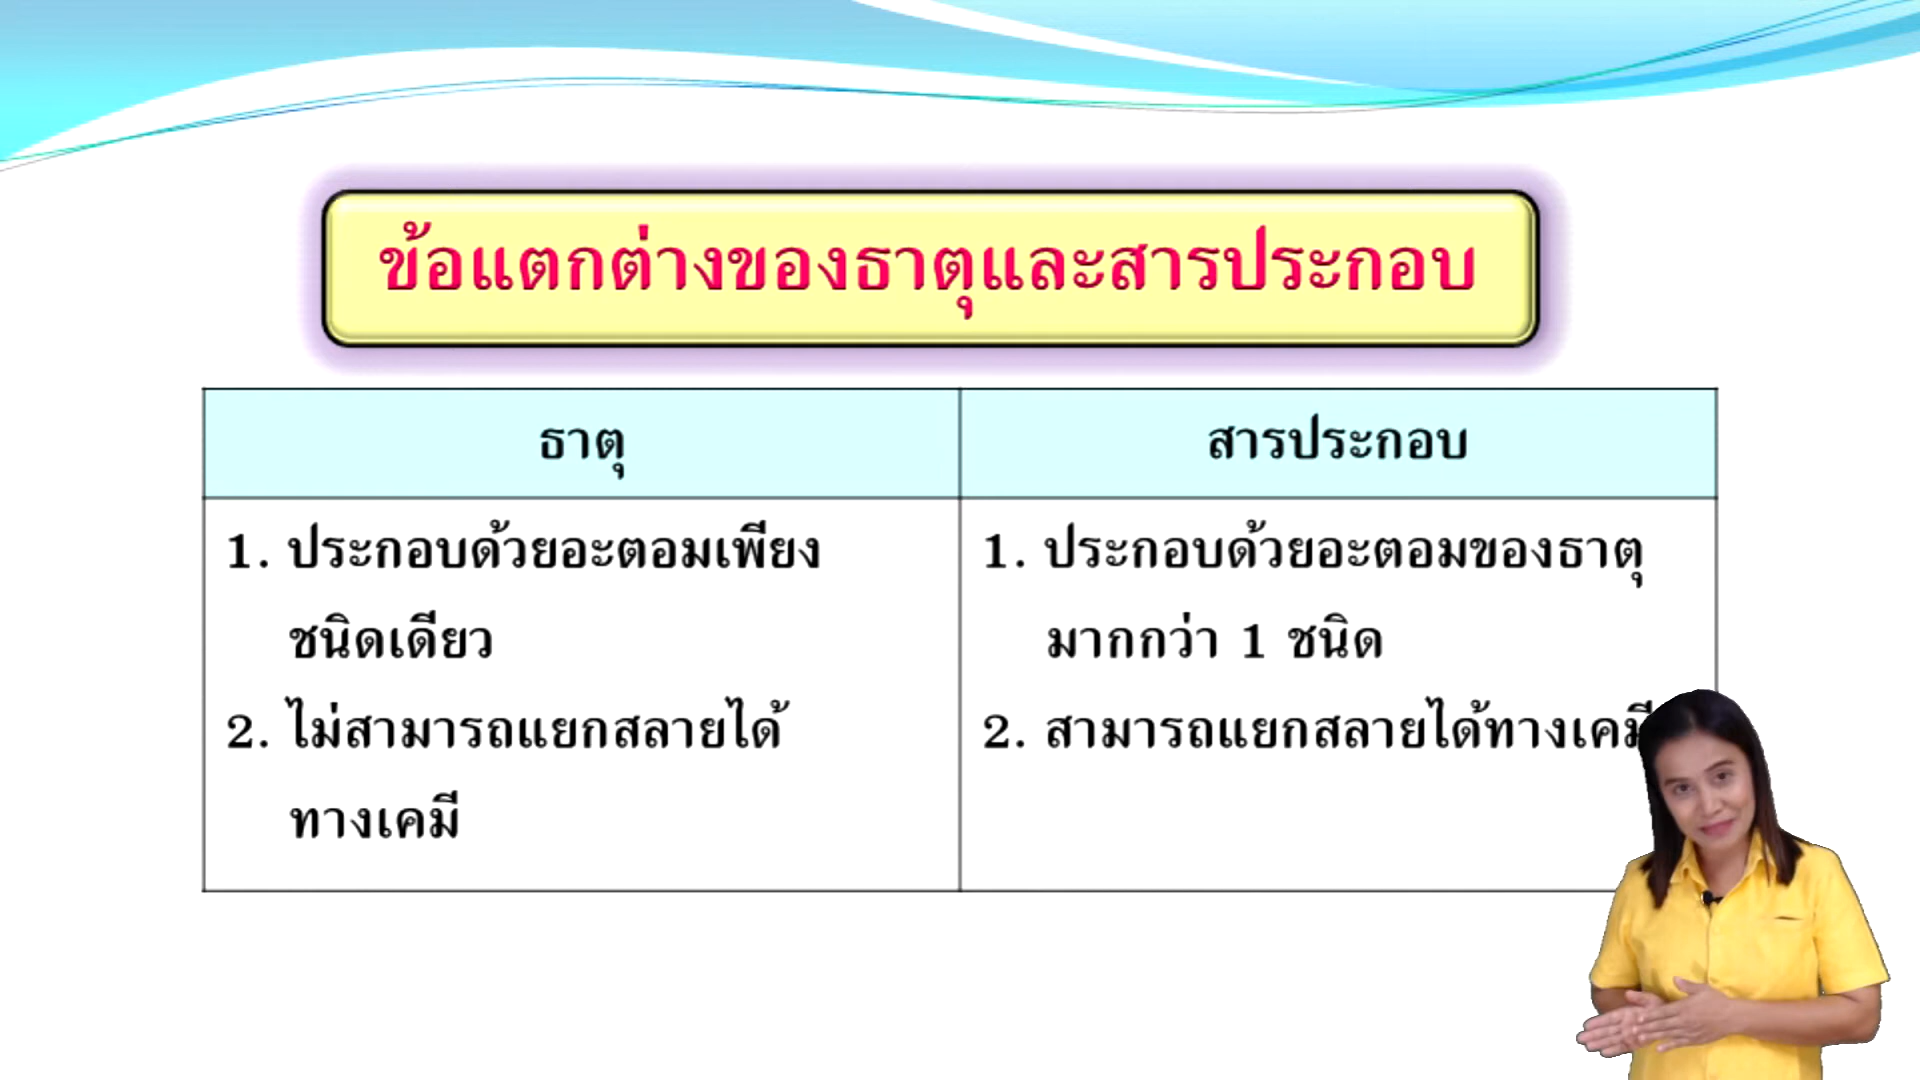 ข้อแตกต่างของธาตุและสารประกอบ
ธาตุ
สารประกอบ
1. ประกอบด้วยอะตอมเพียง
ชนิดเดียว
2. ไม่สามารถแยกสลายได้
ทางเคมี
1. ประกอบด้วยอะตอมของธาตุ
มากกว่า 1 ชนิด
2. สามารถแยกสลายได้ทางเคมี